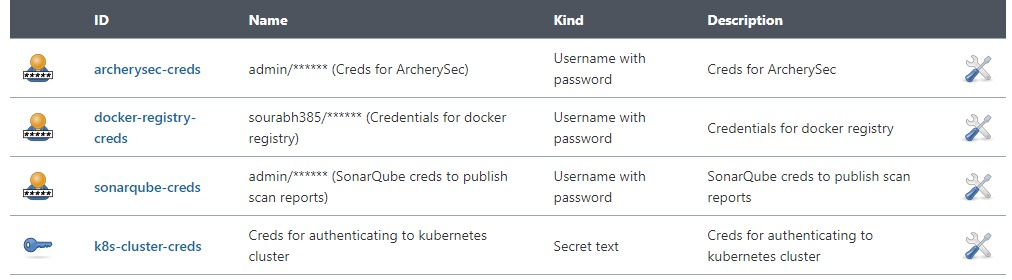 ID Name Kind Description
archerysec-creds admin/****** (Creds for ArcherySec) Username with password Creds for ArcherySec
docker-registry-creds sourabh385/****** (Credentials for docker registry) Username with password Credentials for docker registry
sonarqube-creds admin/****** (SonarQube creds to publish scan reports) Username with password SonarQube creds to publish scan reports
k8s-cluster-creds Creds for authenticating to kubernetes cluster Secret text Creds for authenticating to kubernetes cluster